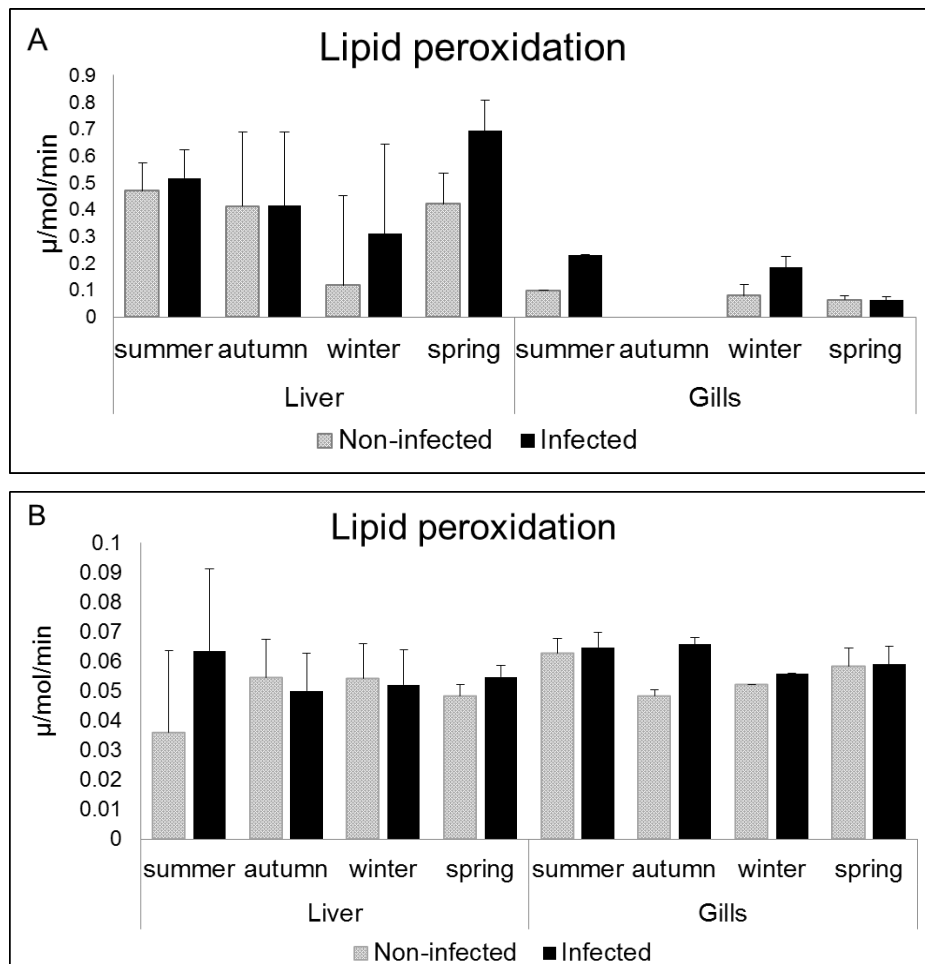 A
Lipid peroxidation
µ/mol/min
0.9
0.8
0.7
0.6
0.5
0.4
0.3
0.2
0.1
0
summer autumn winter spring summer autumn winter spring
Liver Gills
Non-infected Infected
B
Lipid peroxidation
µ/mol/min
0.1
0.09
0.08
0.07
0.06
0.05
0.04
0.03
0.02
0.01
0
summer autumn winter spring summer autumn winter spring
Liver Gills
Non-infected Infected